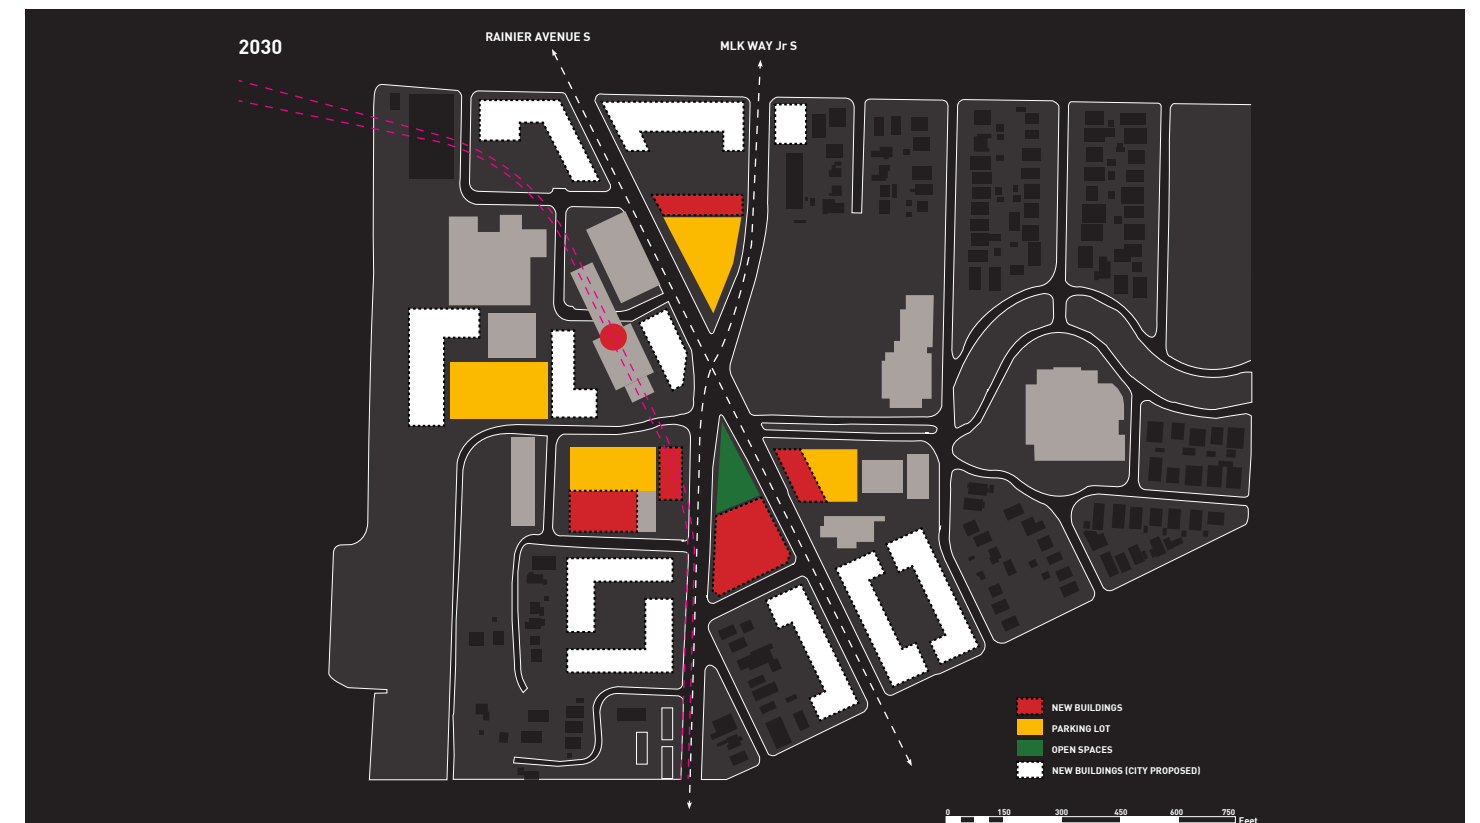 2030
RAINIER AVENUE S
MLK WAY Jr S
NEW BUILDINGS
PARKING LOT
OPEN SPACES
NEW BUILDINGS (CITY PROPOSED)
0 150 300 450 600 750
Feet